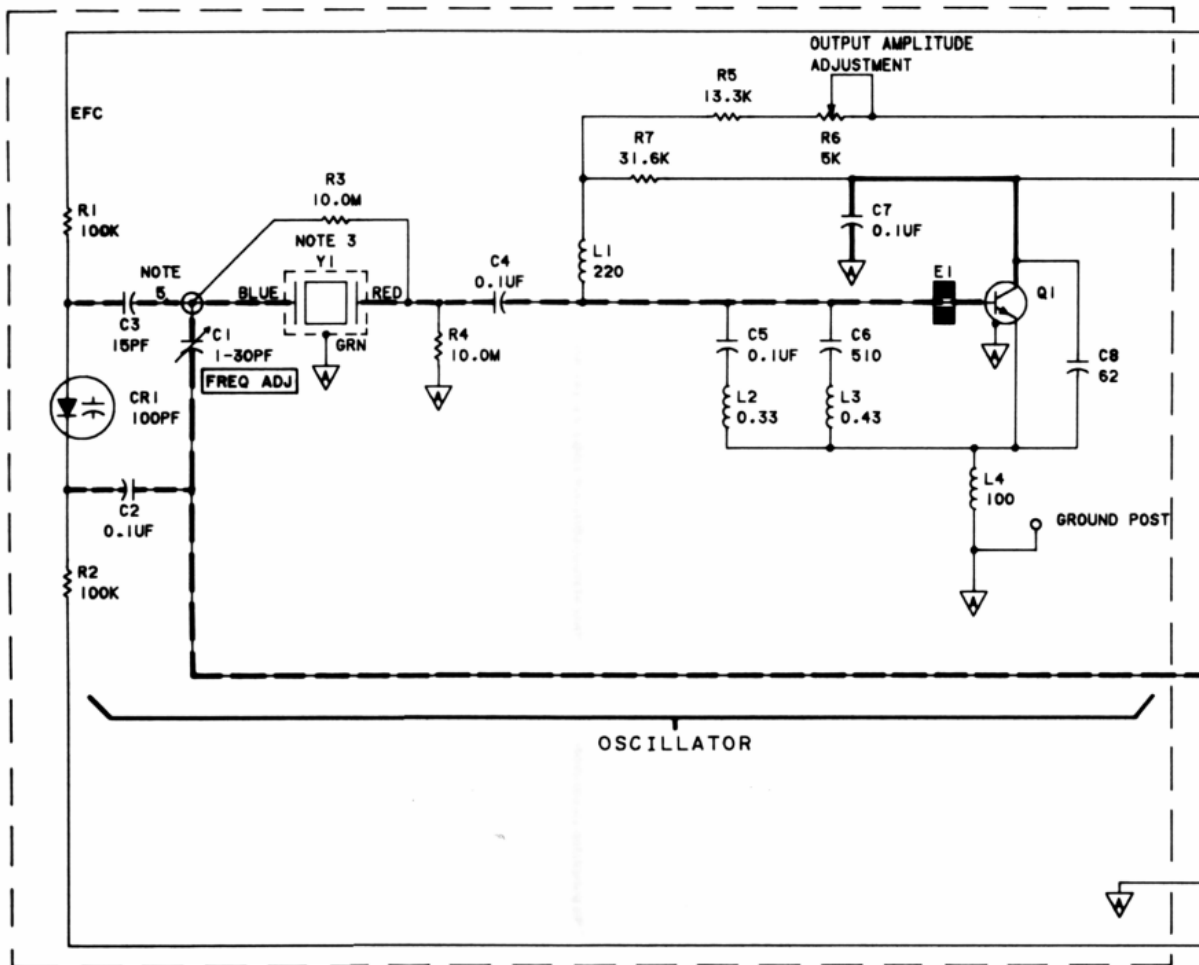 OUTPUT AMPLITUDE
ADJUSTMENT
EFC
R5
13.3K
R7
31.6K
R6
5K
R3
10.0M
R1
100K
C7
0.1UF
NOTE 3
Y1
L1
220
NOTE
5
BLUE
RED
C4
0.1UF
E1
Q1
C3
15PF
C1
1-30PF
FREQ ADJ
GRN
A
R4
10.0M
A
A
A
C5
0.1UF
C6
510
C8
62
CR1
100PF
L2
0.33
L3
0.43
C2
0.1UF
L4
100
GROUND POST
R2
100K
A
OSCILLATOR
A